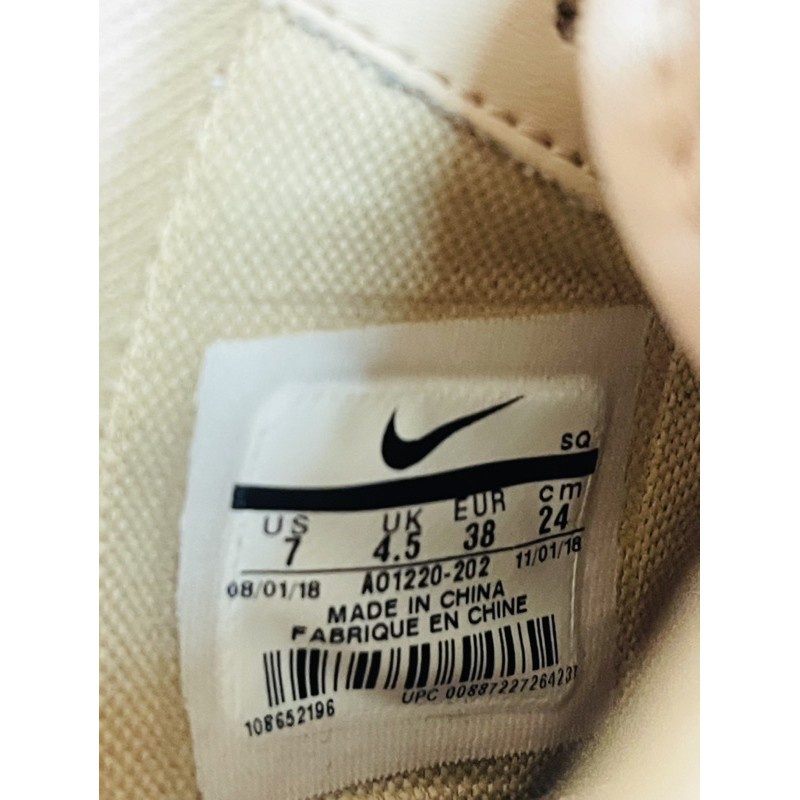 SQ
US UK EUR cm
7 4.5 38 24
08/01/18 AO1220-202 11/01/18
MADE IN CHINA
FABRIQUE EN CHINE
UPC
108652196